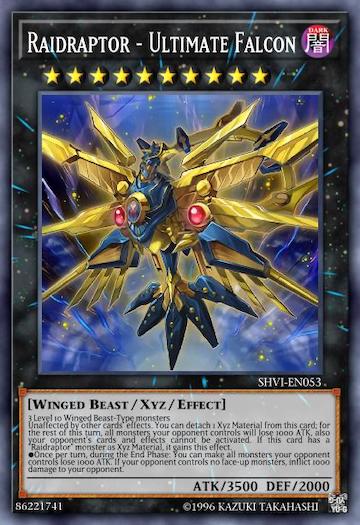 Raidraptor - Ultimate Falcon
DARK
闇
SHVI-EN053
[Winged Beast / Xyz / Effect]
3 Level 10 Winged Beast-Type monsters
Unaffected by other cards' effects. You can detach 1 Xyz Material from this card; for
the rest of this turn, all monsters your opponent controls will lose 1000 ATK, also
your opponent's cards and effects cannot be activated. If this card has a
"Raidraptor" monster as Xyz Material, it gains this effect.
●Once per turn, during the End Phase: You can make all monsters your opponent
controls lose 1000 ATK. If your opponent controls no face-up monsters, inflict 1000
damage to your opponent.
ATK/3500 DEF/2000
86221741
©1996 KAZUKI TAKAHASHI